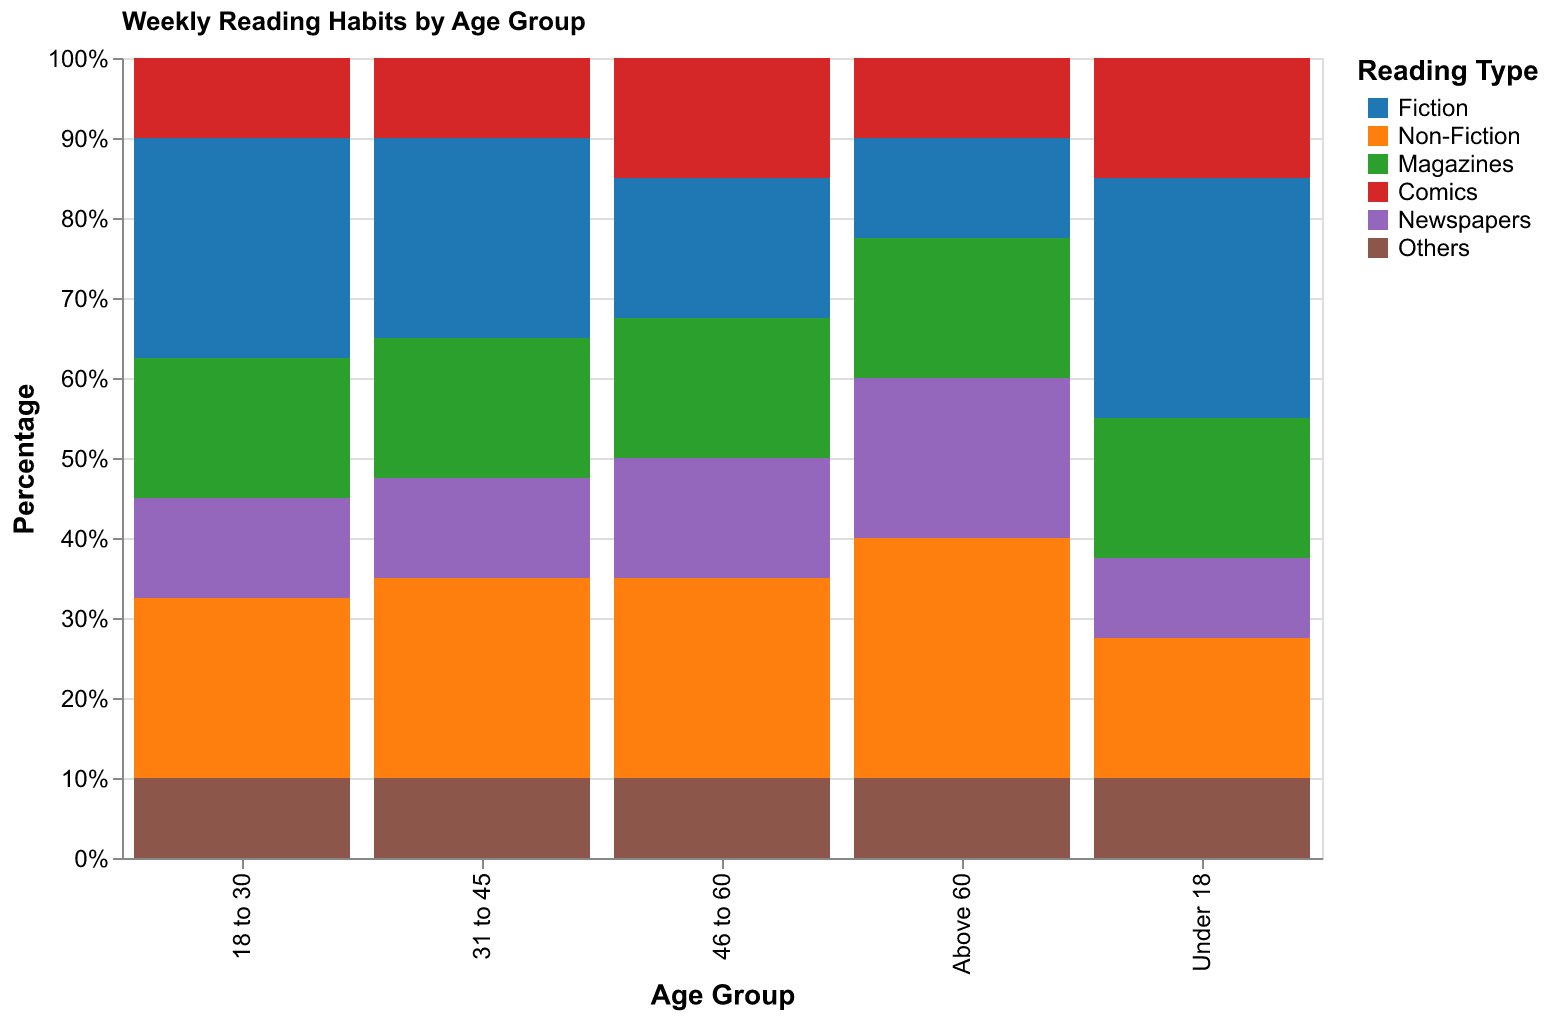 Weekly Reading Habits by Age Group
100%
90%
80%
70%
60%
50%
40%
30%
20%
10%
0%
Percentage
18 to 30
31 to 45
46 to 60
Above 60
Under 18
Age Group
Reading Type
Fiction
Non-Fiction
Magazines
Comics
Newspapers
Others